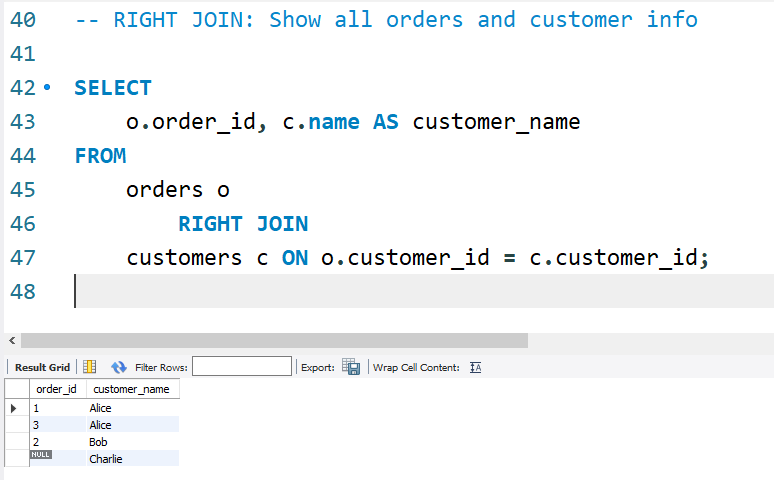 40 -- RIGHT JOIN: Show all orders and customer info
41
42 SELECT
43 o.order_id, c.name AS customer_name
44 FROM
45 orders o
46 RIGHT JOIN
47 customers c ON o.customer_id = c.customer_id;
48
Result Grid Filter Rows: Export: Wrap Cell Content: IA
order_id customer_name
1 Alice
3 Alice
2 Bob
NULL Charlie